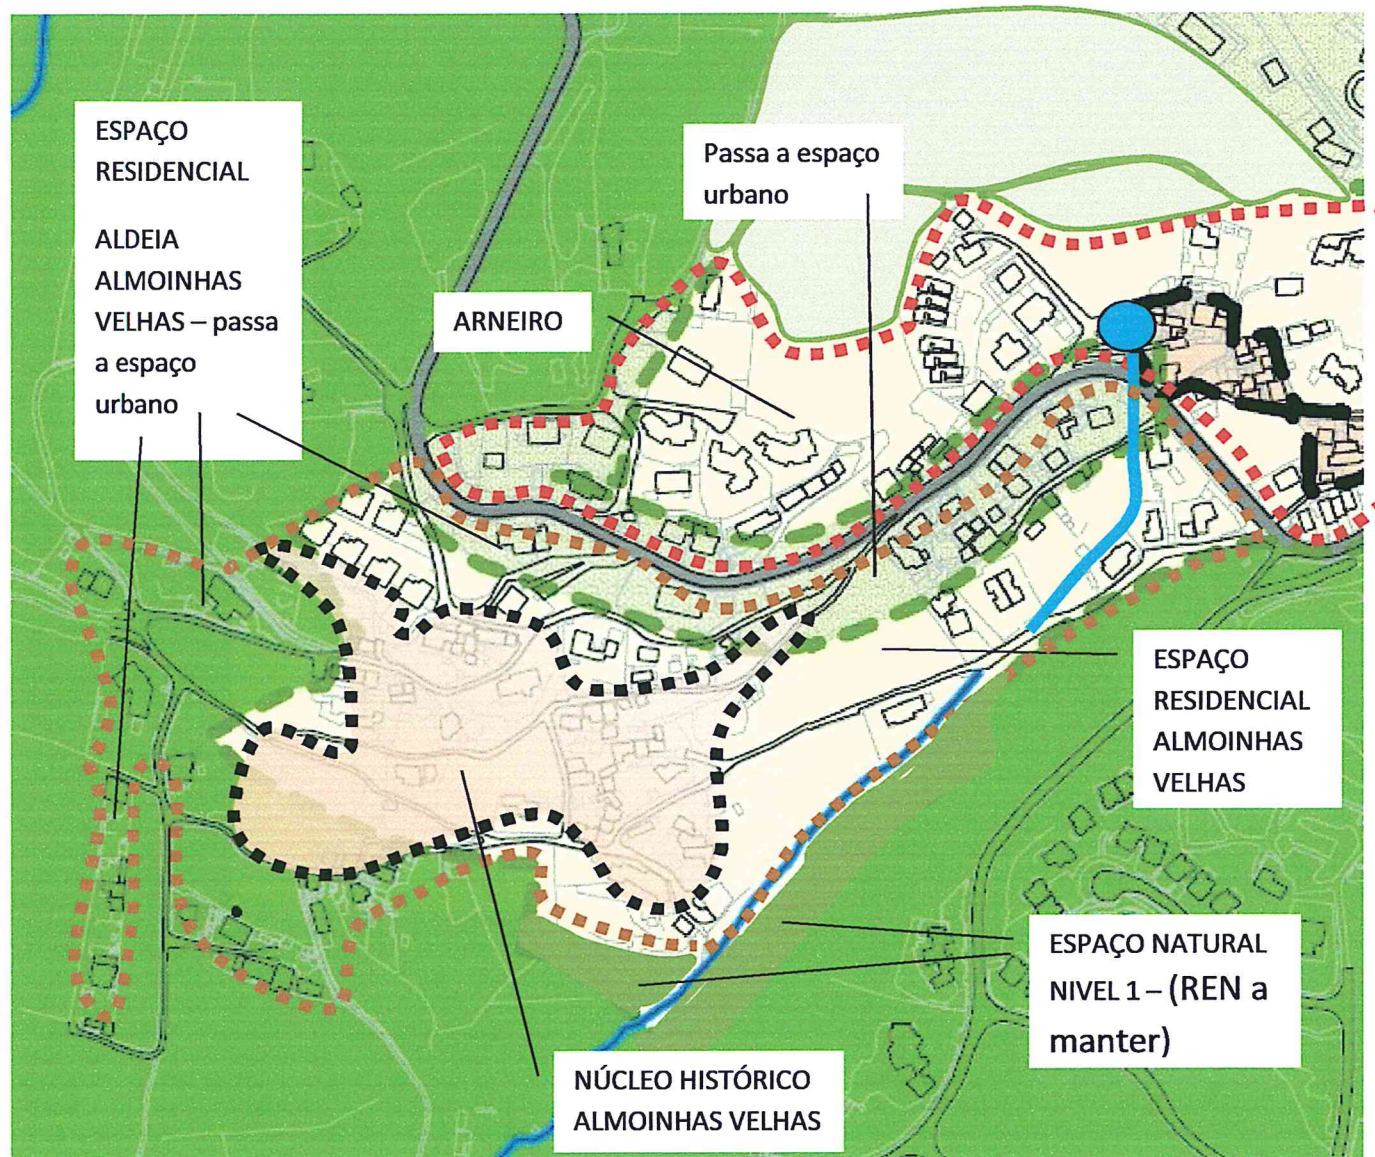 ESPAÇO
RESIDENCIAL
ALDEIA
ALMOINHAS
VELHAS – passa
a espaço
urbano
Passa a espaço
urbano
ARNEIRO
ESPAÇO
RESIDENCIAL
ALMOINHAS
VELHAS
ESPAÇO NATURAL
NIVEL 1 – (REN a
manter)
NÚCLEO HISTÓRICO
ALMOINHAS VELHAS